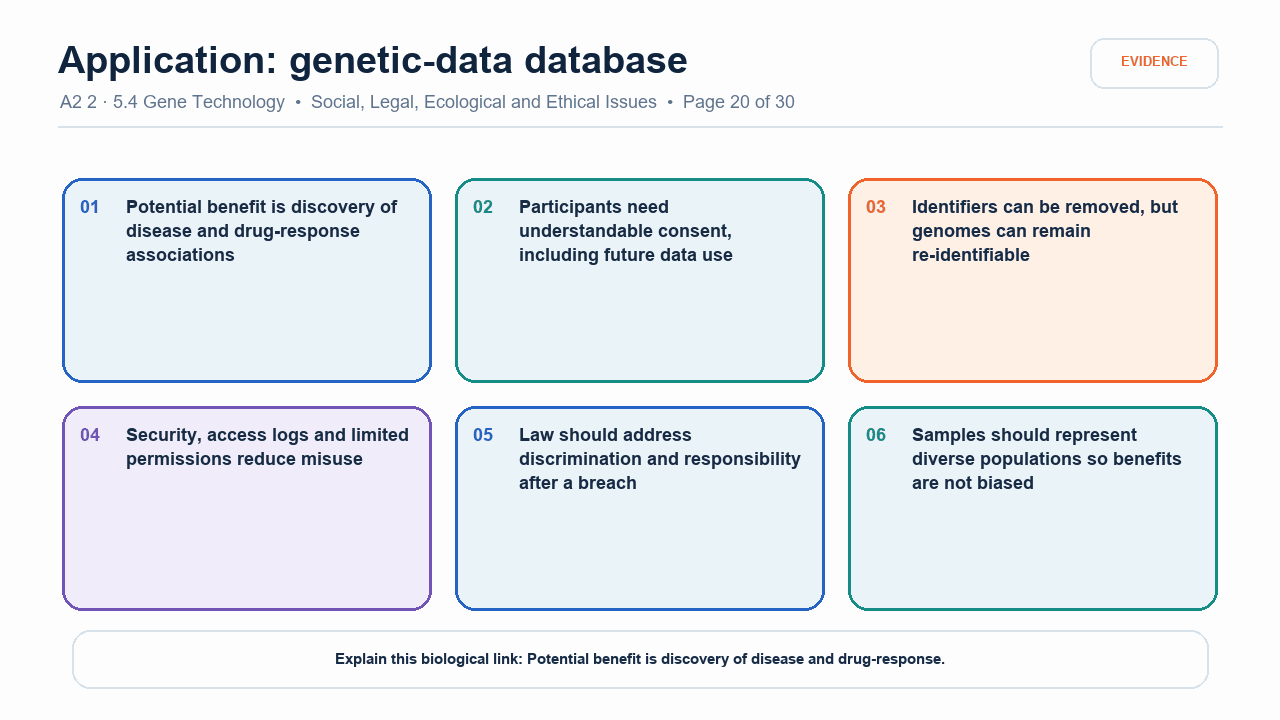 Application: genetic-data database
EVIDENCE
A2 2 · 5.4 Gene Technology • Social, Legal, Ecological and Ethical Issues • Page 20 of 30
01
Potential benefit is discovery of
disease and drug-response
associations
02
Participants need
understandable consent,
including future data use
03
Identifiers can be removed, but
genomes can remain
re-identifiable
04
Security, access logs and limited
permissions reduce misuse
05
Law should address
discrimination and responsibility
after a breach
06
Samples should represent
diverse populations so benefits
are not biased
Explain this biological link: Potential benefit is discovery of disease and drug-response.